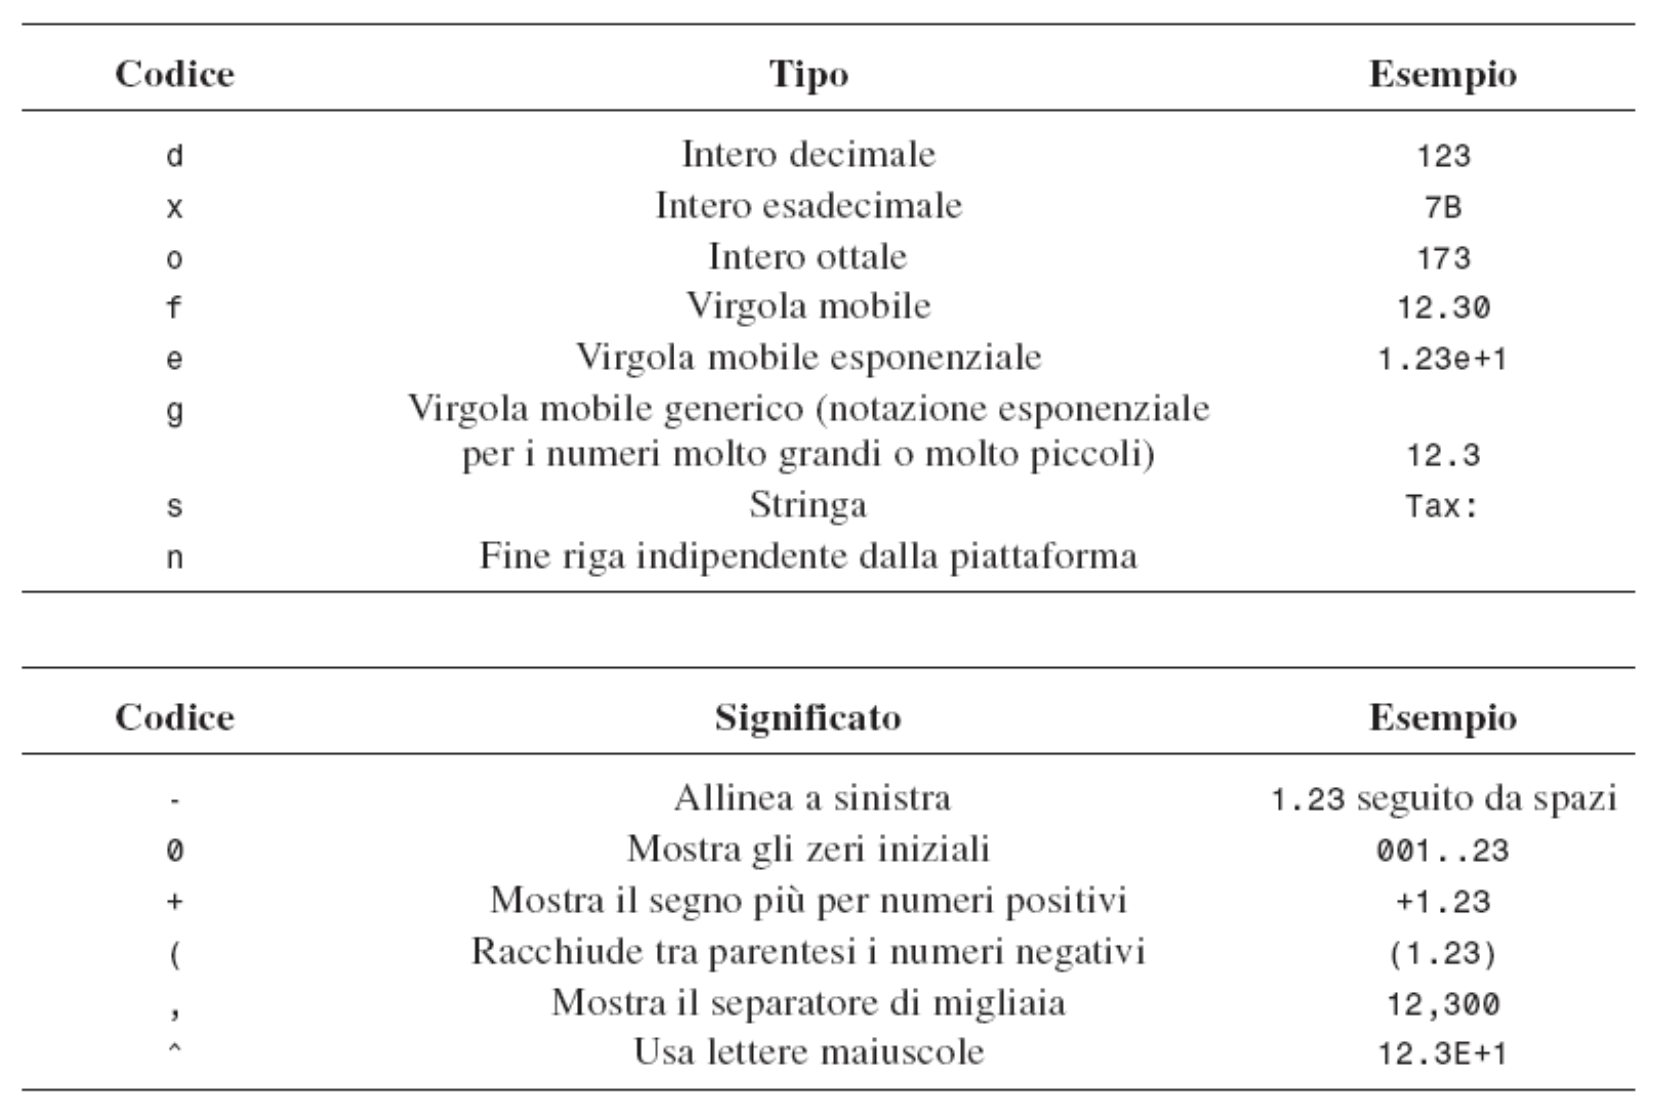 Codice Tipo Esempio
d Intero decimale 123
x Intero esadecimale 7B
o Intero ottale 173
f Virgola mobile 12.30
e Virgola mobile esponenziale 1.23e+1
g Virgola mobile generico (notazione esponenziale
per i numeri molto grandi o molto piccoli) 12.3
s Stringa Tax:
n Fine riga indipendente dalla piattaforma
Codice Significato Esempio
- Allinea a sinistra 1.23 seguito da spazi
0 Mostra gli zeri iniziali 001..23
+ Mostra il segno più per numeri positivi +1.23
( Racchiude tra parentesi i numeri negativi (1.23)
, Mostra il separatore di migliaia 12,300
^ Usa lettere maiuscole 12.3E+1